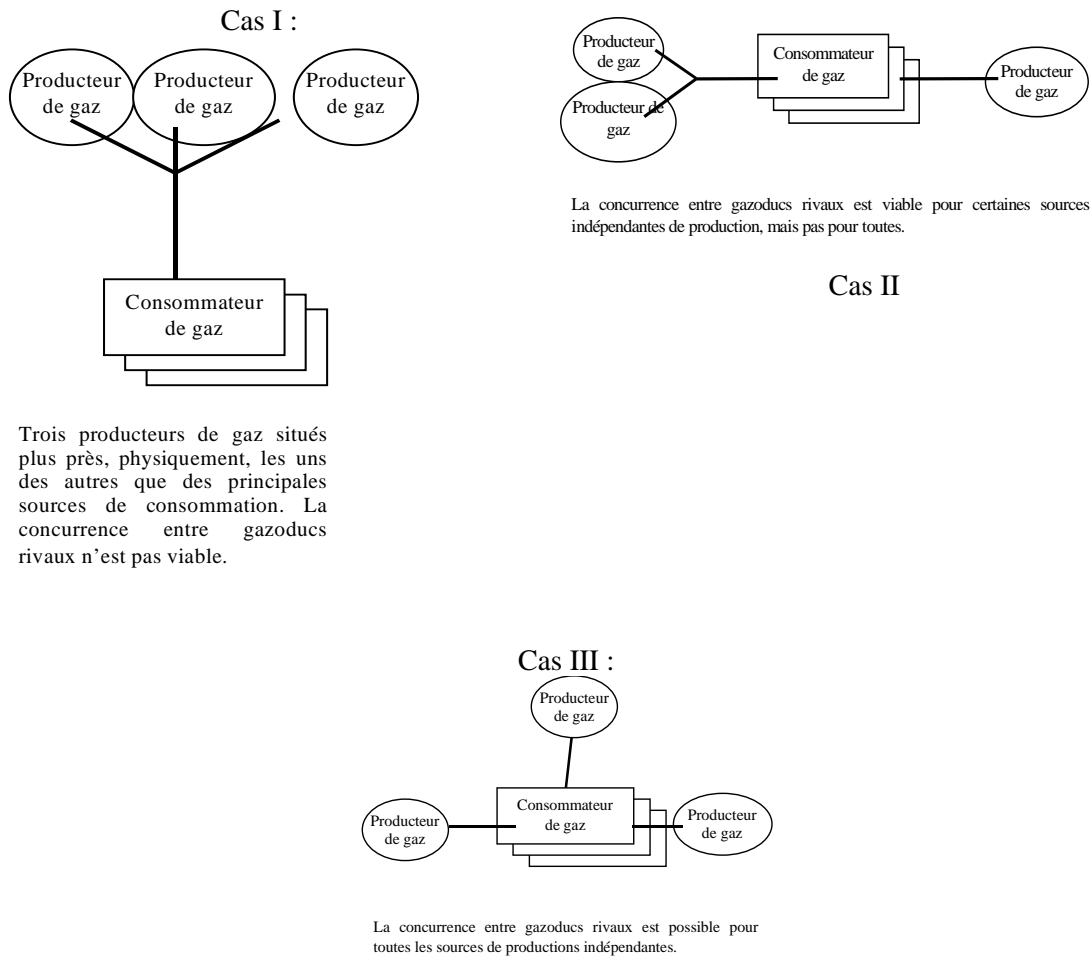 Cas I :
Producteur
de gaz
Producteur
de gaz
Producteur
de gaz
Consommateur
de gaz
Trois producteurs de gaz situés
plus près, physiquement, les uns
des autres que des principales
sources de consommation. La
concurrence entre gazoducs
rivaux n'est pas viable.
Producteur
de gaz
Producteur de
gaz
Consommateur
de gaz
Producteur
de gaz
La concurrence entre gazoducs rivaux est viable pour certaines sources
indépendantes de production, mais pas pour toutes.
Cas II
Cas III :
Producteur
de gaz
Producteur
de gaz
Consommateur
de gaz
Producteur
de gaz
La concurrence entre gazoducs rivaux est possible pour
toutes les sources de productions indépendantes.